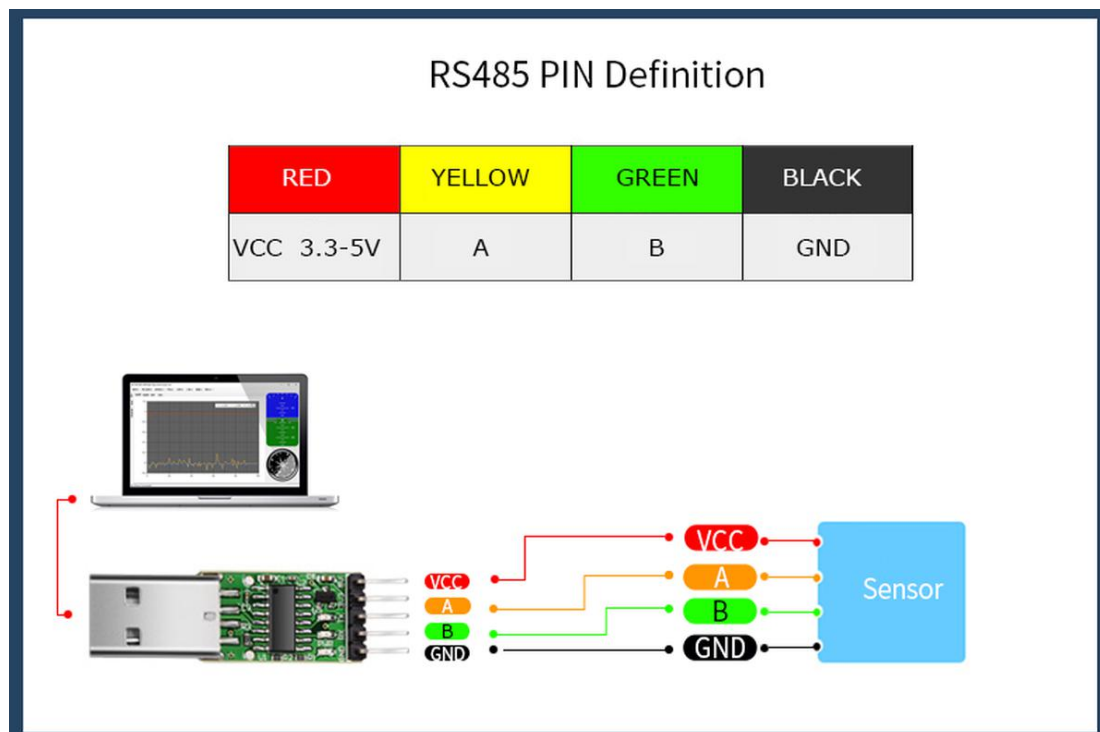 RS485 PIN Definition
RED YELLOW GREEN BLACK
VCC 3.3-5V A B GND
VCC
A
B
GND
VCC
A
B
GND
Sensor